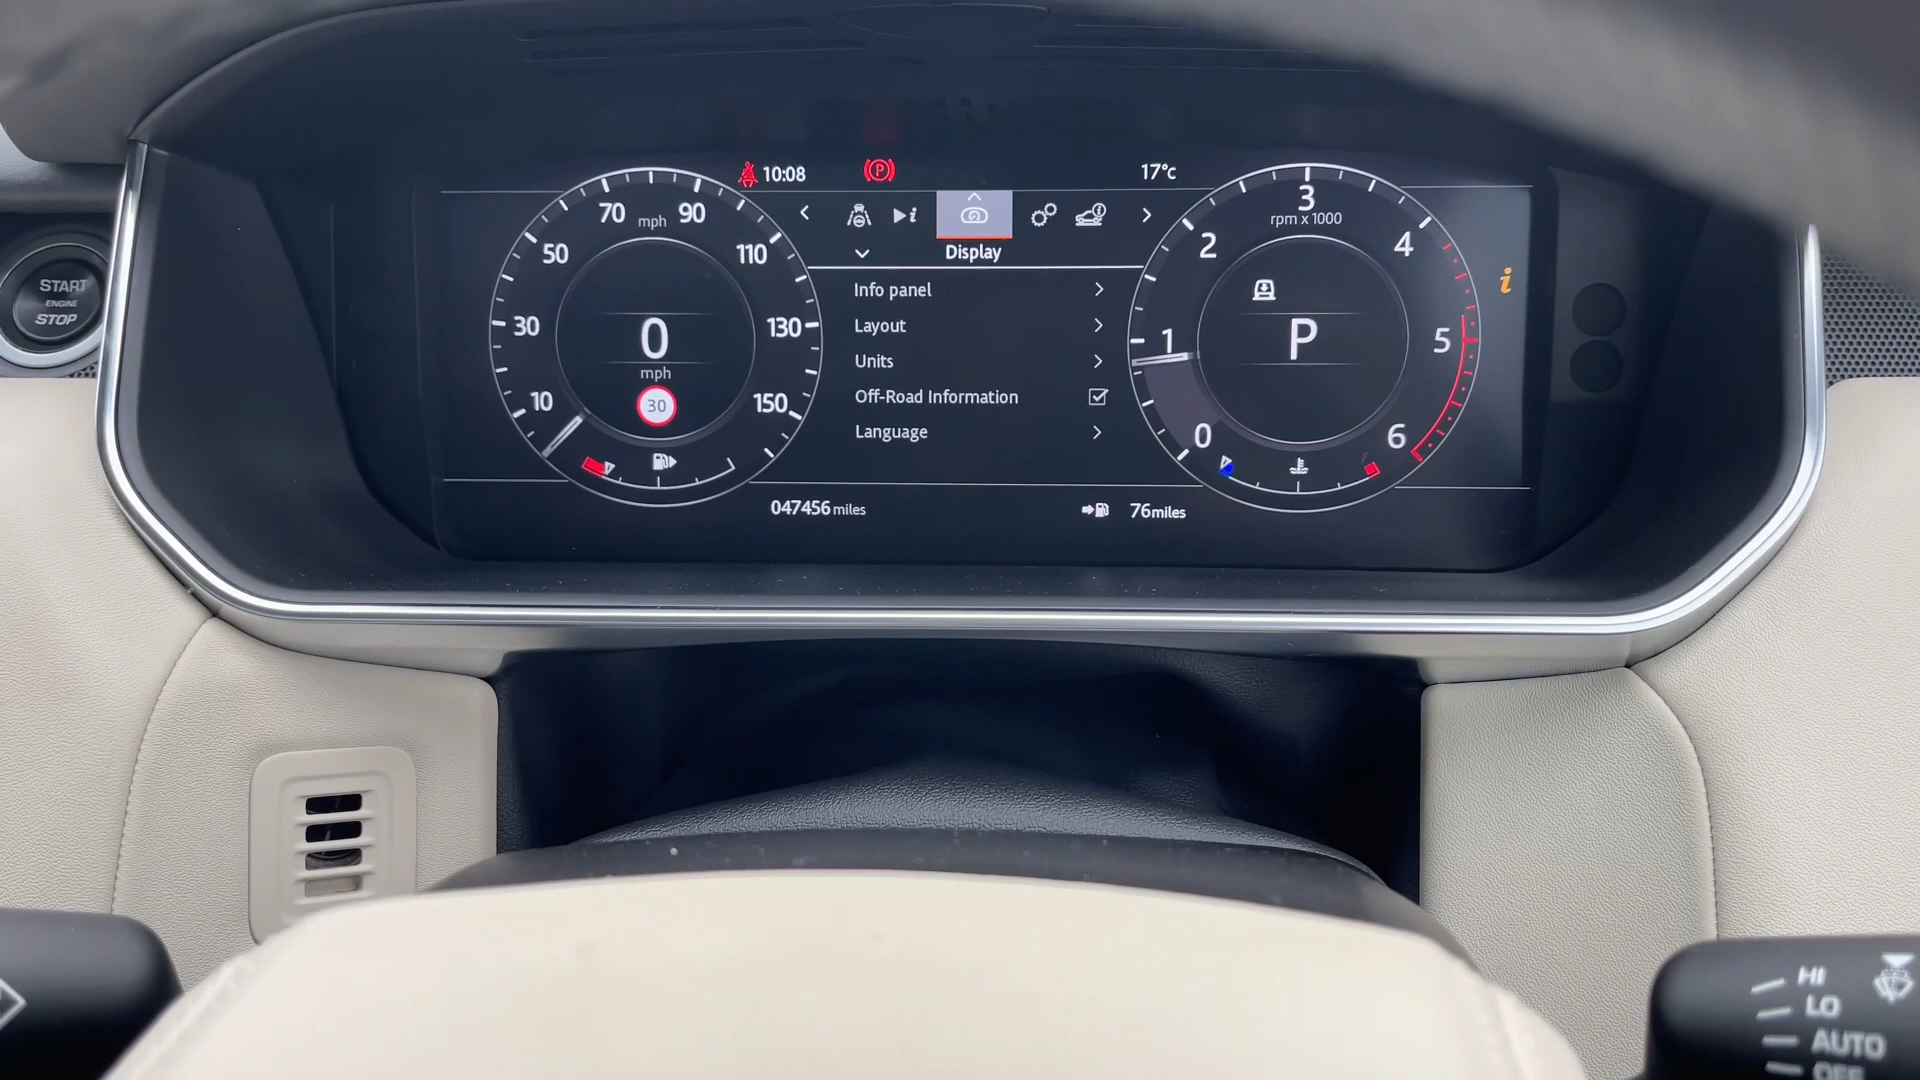 10:08
P
17°c
START
ENGINE
STOP
Display
Info panel
Layout
Units
Off-Road Information
Language
10
30
50
70
mph
90
110
130
150
0
mph
30
rpm x 1000
0
1
2
3
4
5
6
P
i
047456 miles
76miles
HI
LO
AUTO
OFF